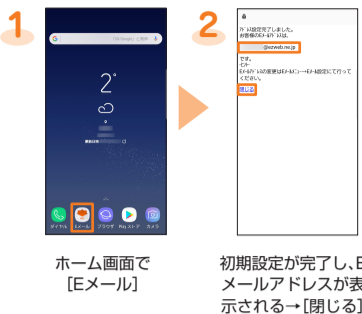 1
2°
ダイヤル
Eメール
ブラウザ
Play ストア
カメラ
ホーム画面で
[Eメール]
2
ｱﾄﾞﾚｽ設定完了しました。
お客様のEﾒｰﾙｱﾄﾞﾚｽは、
@ezweb.ne.jp
です。
Eﾒｰﾙｱﾄﾞﾚｽの変更はEﾒｰﾙﾒﾆｭｰ→Eﾒｰﾙ設定にて行って
ください。
閉じる
初期設定が完了し、E
メールアドレスが表
示される→[閉じる]